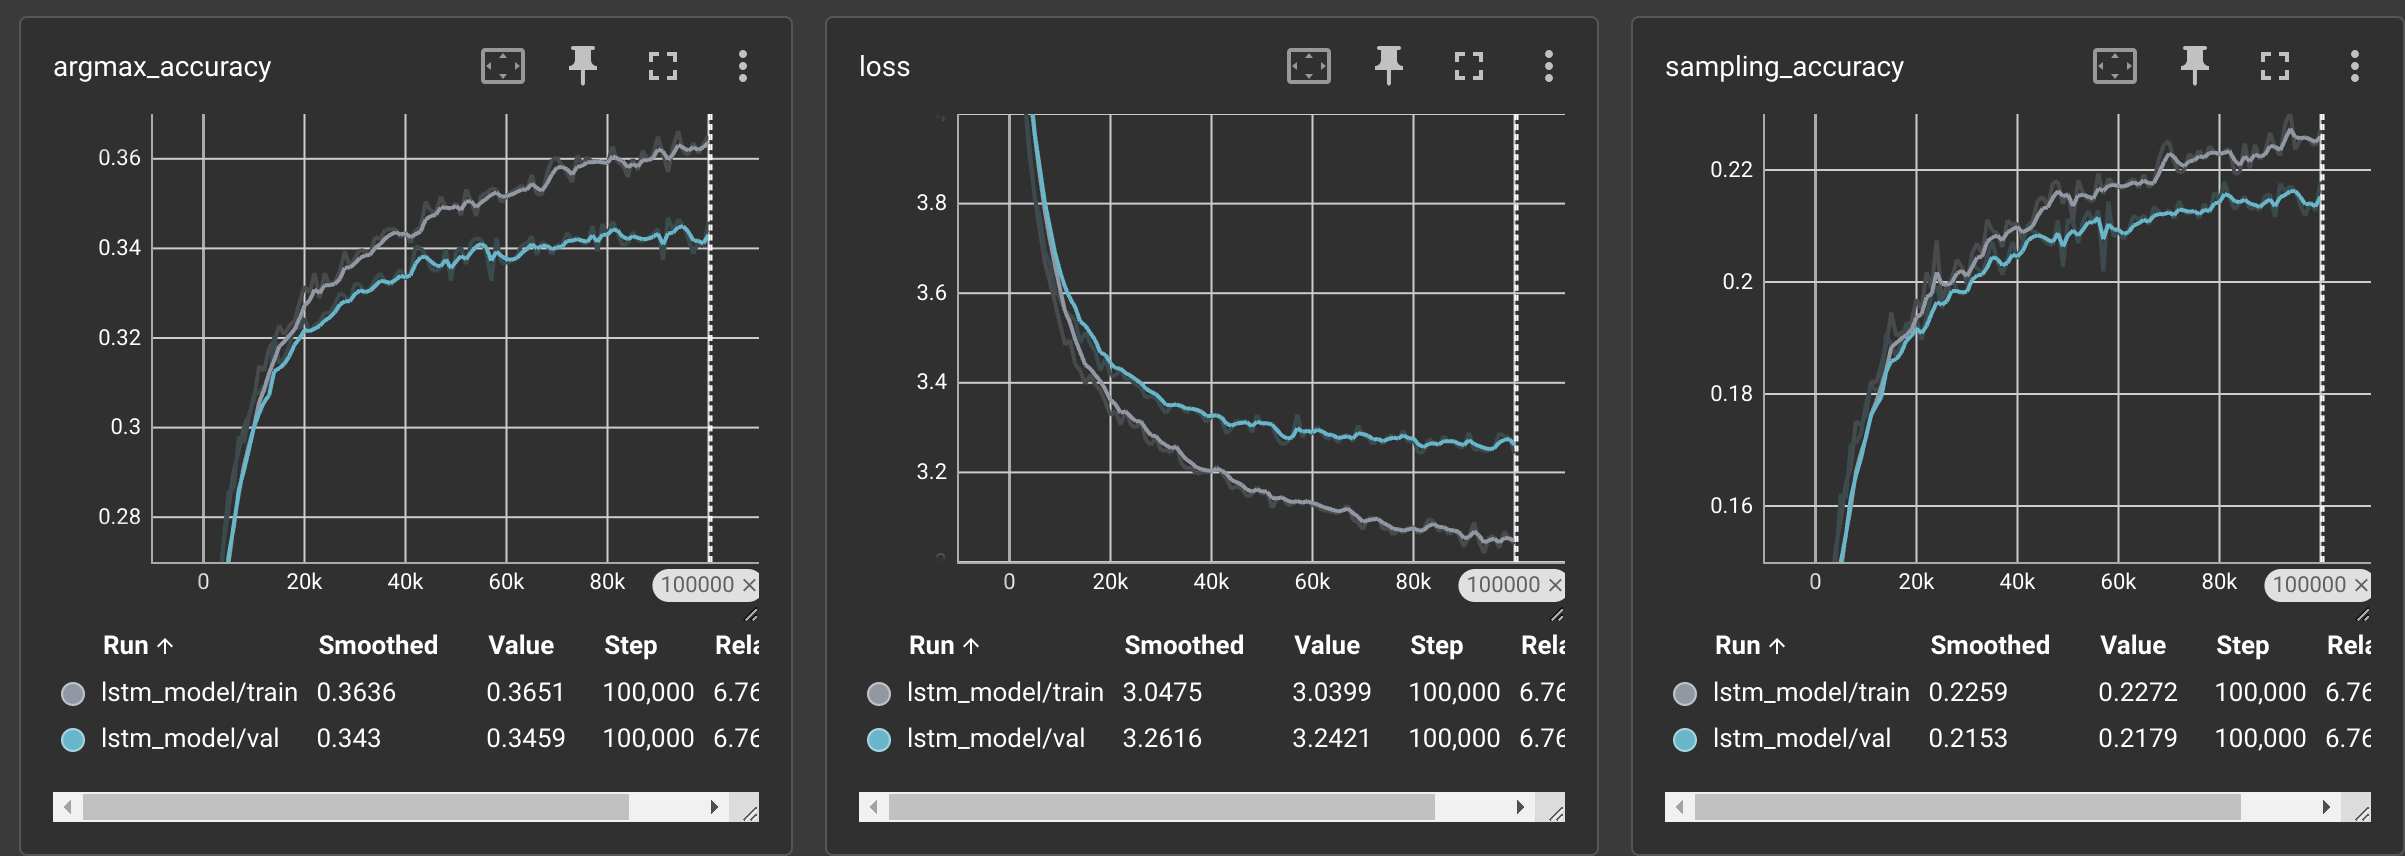 argmax_accuracy
0.36
0.34
0.32
0.3
0.28
0 20k 40k 60k 80k 100000 ×
Run ↑ Smoothed Value Step Rela
lstm_model/train 0.3636 0.3651 100,000 6.76
lstm_model/val 0.343 0.3459 100,000 6.76
loss
3.8
3.6
3.4
3.2
0 20k 40k 60k 80k 100000 ×
Run ↑ Smoothed Value Step Rela
lstm_model/train 3.0475 3.0399 100,000 6.76
lstm_model/val 3.2616 3.2421 100,000 6.76
sampling_accuracy
0.22
0.2
0.18
0.16
0 20k 40k 60k 80k 100000 ×
Run ↑ Smoothed Value Step Rela
lstm_model/train 0.2259 0.2272 100,000 6.76
lstm_model/val 0.2153 0.2179 100,000 6.76